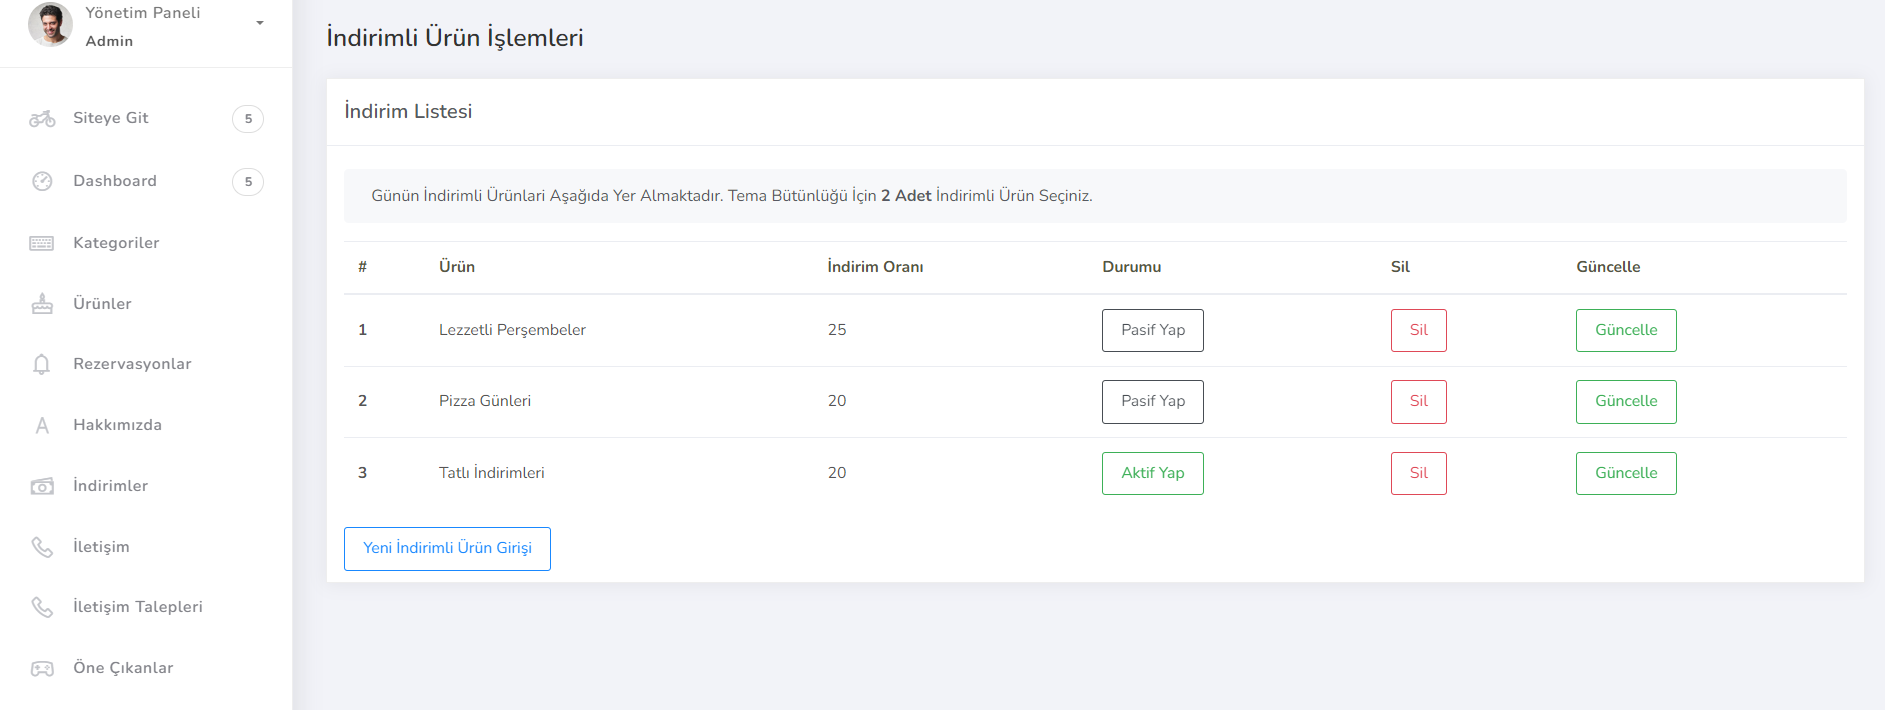 Yönetim Paneli
Admin
Siteye Git 5
Dashboard 5
Kategoriler
Ürünler
Rezervasyonlar
Hakkımızda
İndirimler
İletişim
İletişim Talepleri
Öne Çıkanlar
İndirimli Ürün İşlemleri
İndirim Listesi
Günün İndirimli Ürünlari Aşağıda Yer Almaktadır. Tema Bütünlüğü İçin 2 Adet İndirimli Ürün Seçiniz.
# Ürün İndirim Oranı Durumu Sil Güncelle
1 Lezzetli Perşembeler 25 Pasif Yap Sil Güncelle
2 Pizza Günleri 20 Pasif Yap Sil Güncelle
3 Tatlı İndirimleri 20 Aktif Yap Sil Güncelle
Yeni İndirimli Ürün Girişi